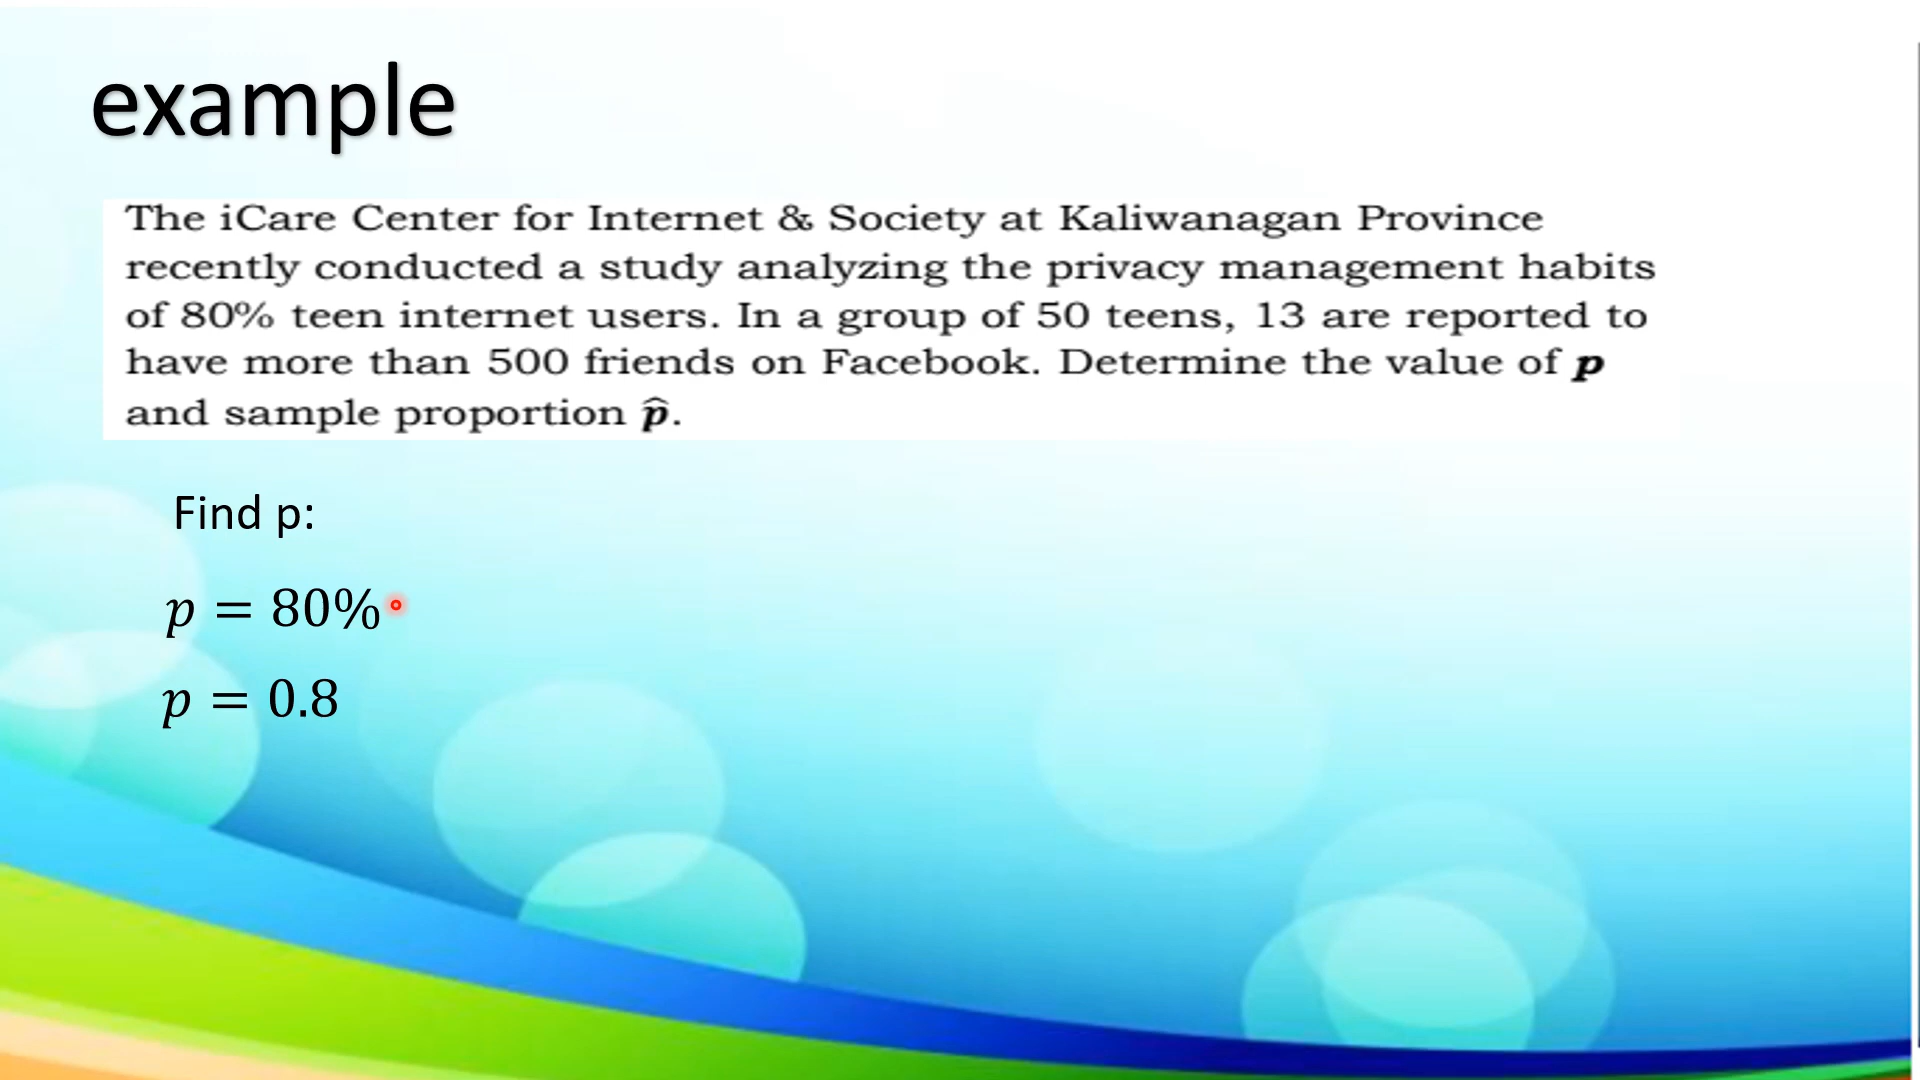 example
The iCare Center for Internet & Society at Kaliwanagan Province
recently conducted a study analyzing the privacy management habits
of 80% teen internet users. In a group of 50 teens, 13 are reported to
have more than 500 friends on Facebook. Determine the value of p
and sample proportion p̂.
Find p:
p = 80%
p = 0.8